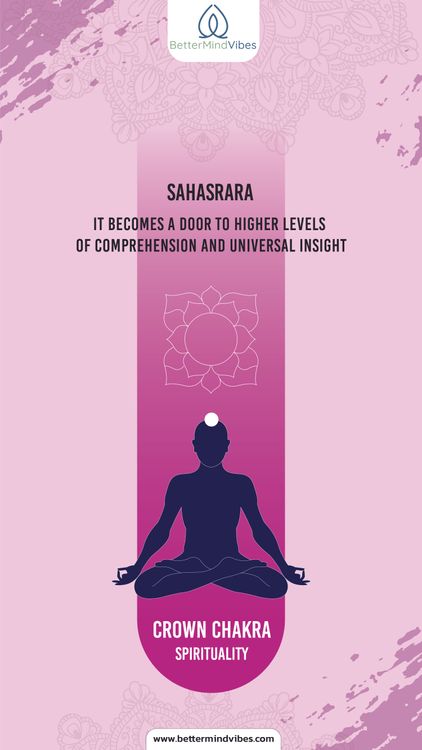 BetterMindVibes
SAHASRARA
IT BECOMES A DOOR TO HIGHER LEVELS
OF COMPREHENSION AND UNIVERSAL INSIGHT
CROWN CHAKRA
SPIRITUALITY
www.bettermindvibes.com